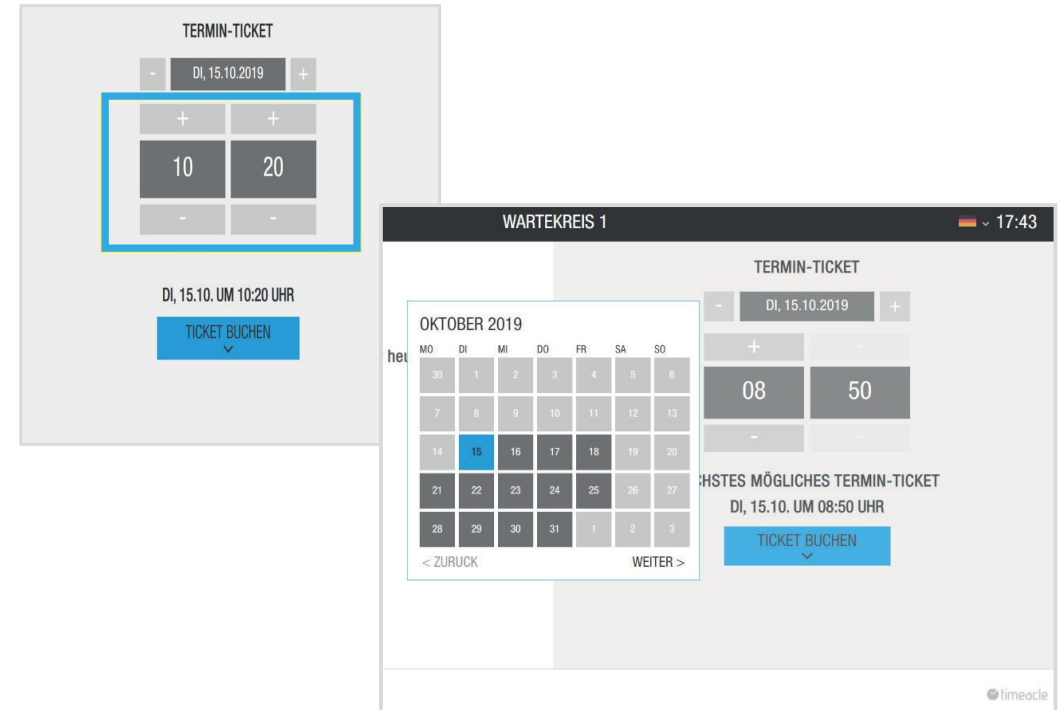 TERMIN-TICKET
- DI, 15.10.2019 +
+ +
10 20
- -
DI, 15.10. UM 10:20 UHR
TICKET BUCHEN
WARTEKREIS 1 17:43
TERMIN-TICKET
- DI, 15.10.2019 +
+ +
08 50
- -
HSTES MÖGLICHES TERMIN-TICKET
DI, 15.10. UM 08:50 UHR
TICKET BUCHEN
heu
OKTOBER 2019
MO DI MI DO FR SA SO
30 1 2 3 4 5 6
7 8 9 10 11 12 13
14 15 16 17 18 19 20
21 22 23 24 25 26 27
28 29 30 31 1 2 3
< ZURUCK WEITER >
timeacle